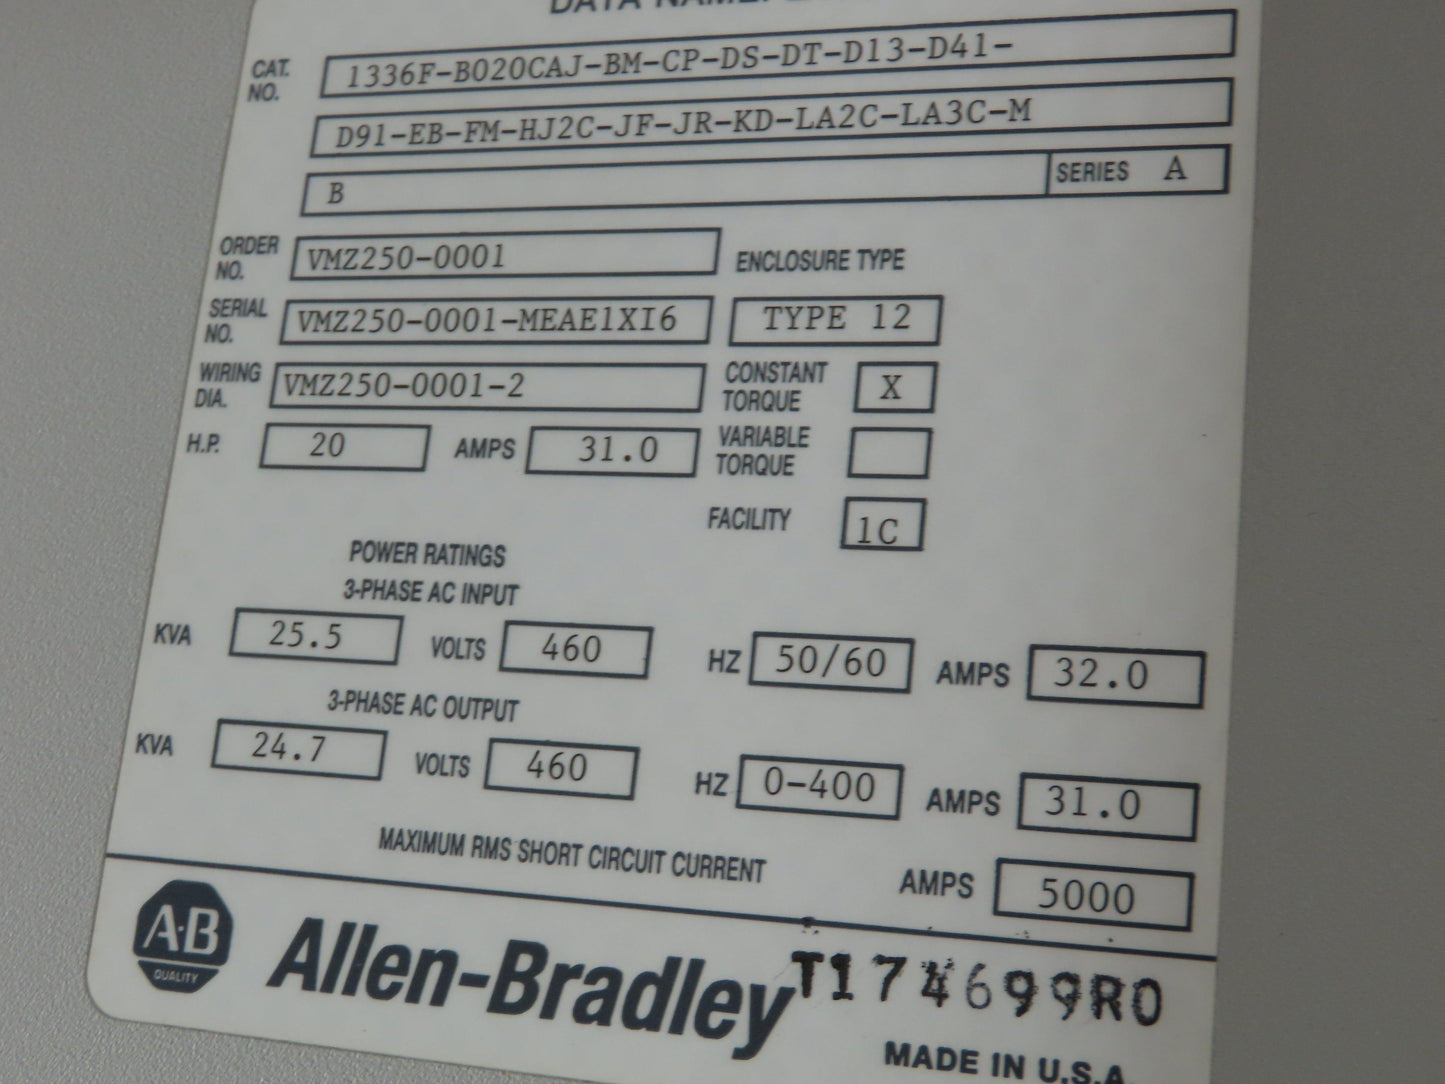 DATA NAME
CAT. NO. 1336F-B020CAJ-BM-CP-DS-DT-D13-D41-
D91-EB-FM-HJ2C-JF-JR-KD-LA2C-LA3C-M
B SERIES A
ORDER NO. VMZ250-0001 ENCLOSURE TYPE
SERIAL NO. VMZ250-0001-MEAE1XI6 TYPE 12
WIRING DIA. VMZ250-0001-2 CONSTANT TORQUE X
H.P. 20 AMPS 31.0 VARIABLE TORQUE
FACILITY 1C
POWER RATINGS
3-PHASE AC INPUT
KVA 25.5 VOLTS 460 HZ 50/60 AMPS 32.0
3-PHASE AC OUTPUT
KVA 24.7 VOLTS 460 HZ 0-400 AMPS 31.0
MAXIMUM RMS SHORT CIRCUIT CURRENT AMPS 5000
A·B QUALITY
Allen-Bradley T174699R0
MADE IN U.S.A.